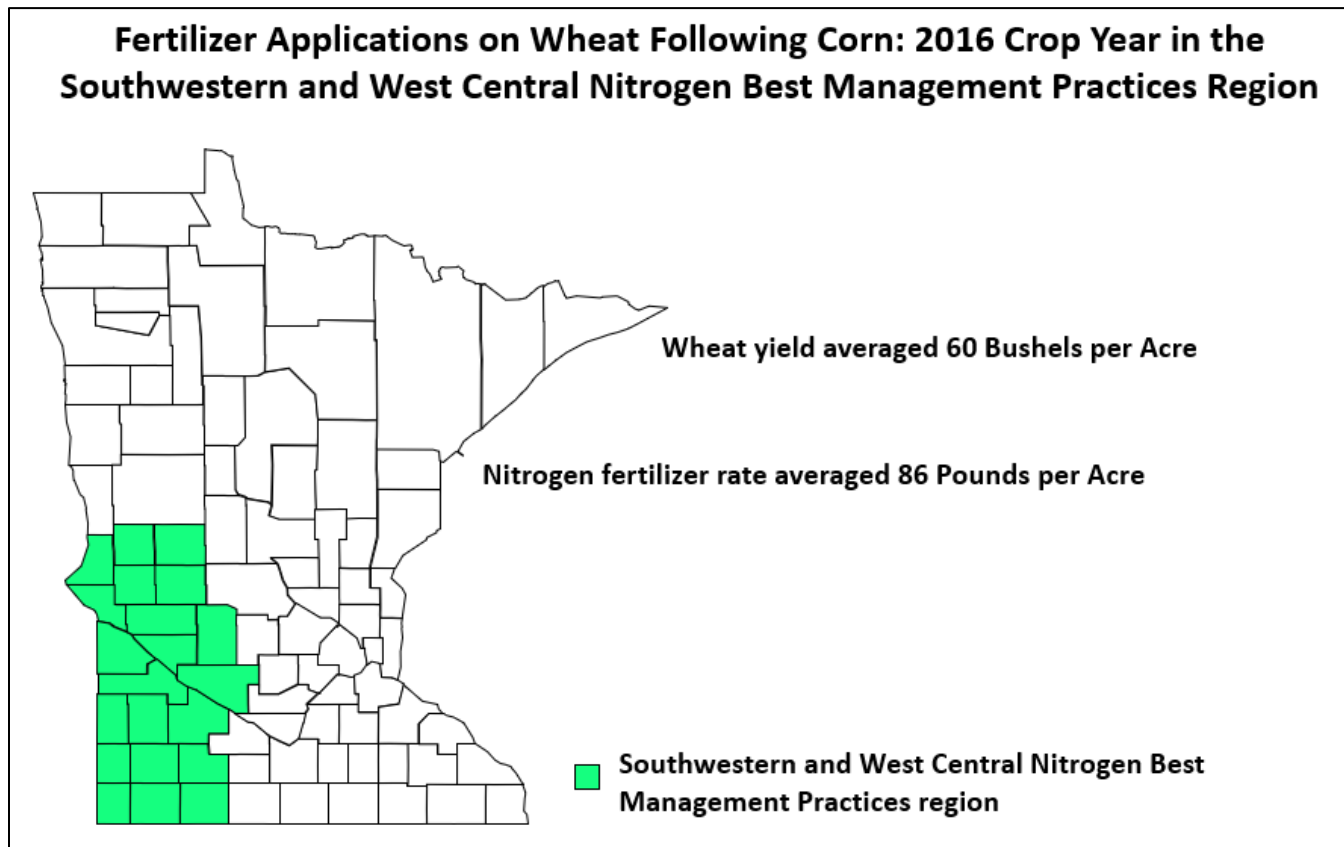 Fertilizer Applications on Wheat Following Corn: 2016 Crop Year in the
Southwestern and West Central Nitrogen Best Management Practices Region
Wheat yield averaged 60 Bushels per Acre
Nitrogen fertilizer rate averaged 86 Pounds per Acre
Southwestern and West Central Nitrogen Best
Management Practices region